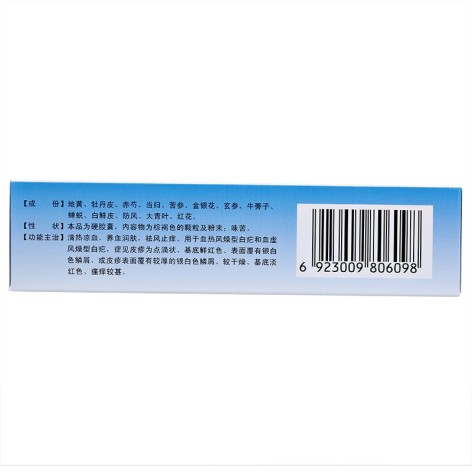 【成　　份】地黄、牡丹皮、赤芍、当归、苦参、金银花、玄参、牛蒡子、
蝉蜕、白鲜皮、防风、大青叶、红花。
【性　　状】本品为硬胶囊，内容物为棕褐色的颗粒及粉末；味苦。
【功能主治】清热凉血，养血润肤，祛风止痒。用于血热风燥型白疕和血虚
风燥型白疕，症见皮疹为点滴状、基底鲜红色、表面覆有银白
色鳞屑、或皮疹表面覆有较厚的银白色鳞屑、较干燥、基底淡
红色、瘙痒较甚。
6 923009 806098